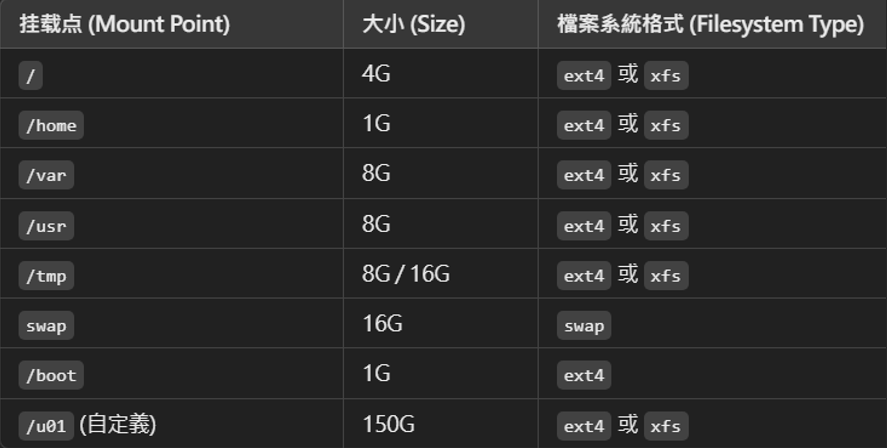 挂载点 (Mount Point) 大小 (Size) 檔案系統格式 (Filesystem Type)
/ 4G ext4 或 xfs
/home 1G ext4 或 xfs
/var 8G ext4 或 xfs
/usr 8G ext4 或 xfs
/tmp 8G / 16G ext4 或 xfs
swap 16G swap
/boot 1G ext4
/u01 (自定義) 150G ext4 或 xfs